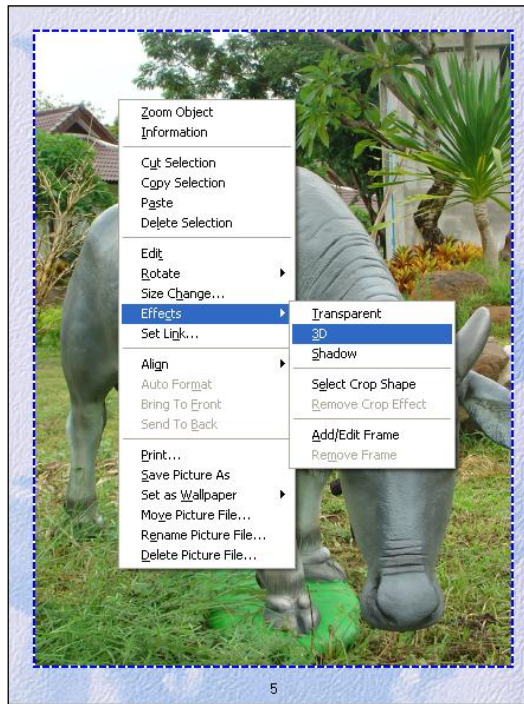 Zoom Object
Information
Cut Selection
Copy Selection
Paste
Delete Selection
Edit
Rotate
Size Change...
Effects
Set Link...
Align
Auto Format
Bring To Front
Send To Back
Print...
Save Picture As
Set as Wallpaper
Move Picture File...
Rename Picture File...
Delete Picture File...
Transparent
3D
Shadow
Select Crop Shape
Remove Crop Effect
Add/Edit Frame
Remove Frame
5